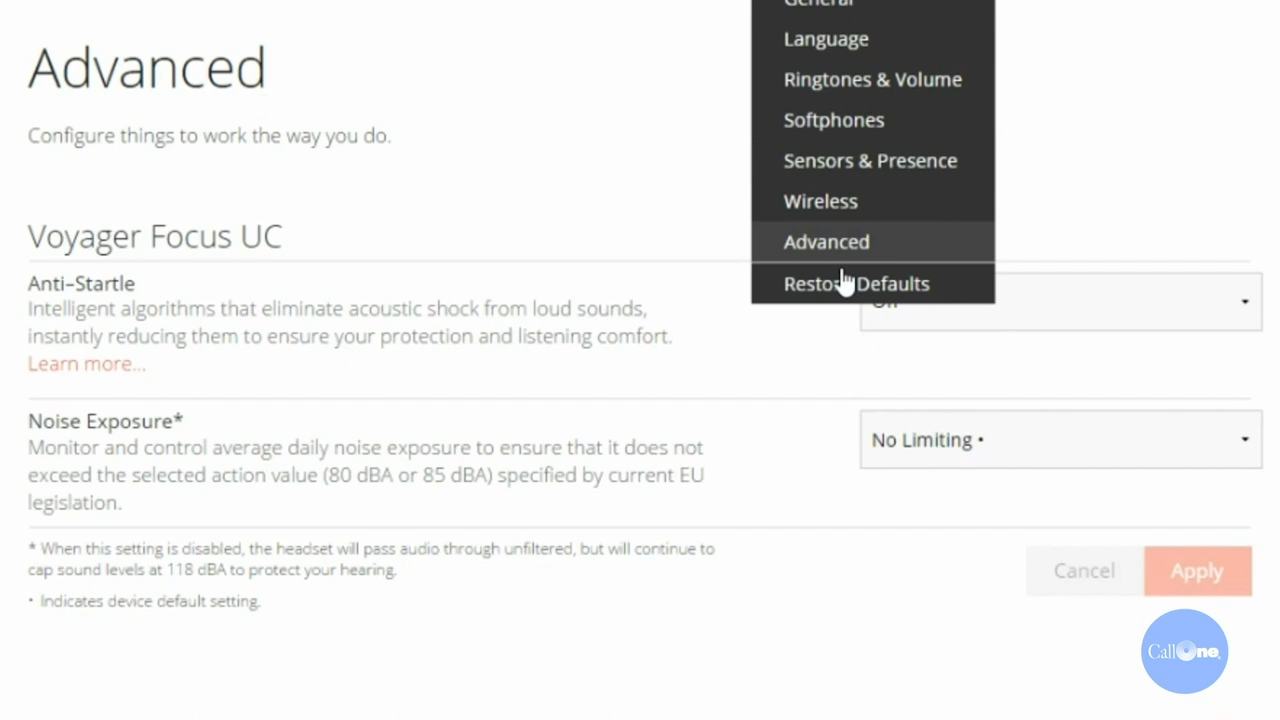 General
Language
Ringtones & Volume
Softphones
Sensors & Presence
Wireless
Advanced
Defaults
Advanced
Configure things to work the way you do.
Voyager Focus UC
Anti-Startle
Intelligent algorithms that eliminate acoustic shock from loud sounds,
instantly reducing them to ensure your protection and listening comfort.
Learn more...
Noise Exposure*
Monitor and control average daily noise exposure to ensure that it does not
exceed the selected action value (80 dBA or 85 dBA) specified by current EU
legislation.
No Limiting •
* When this setting is disabled, the headset will pass audio through unfiltered, but will continue to
cap sound levels at 118 dBA to protect your hearing.
• Indicates device default setting.
Cancel
Apply
CallOne